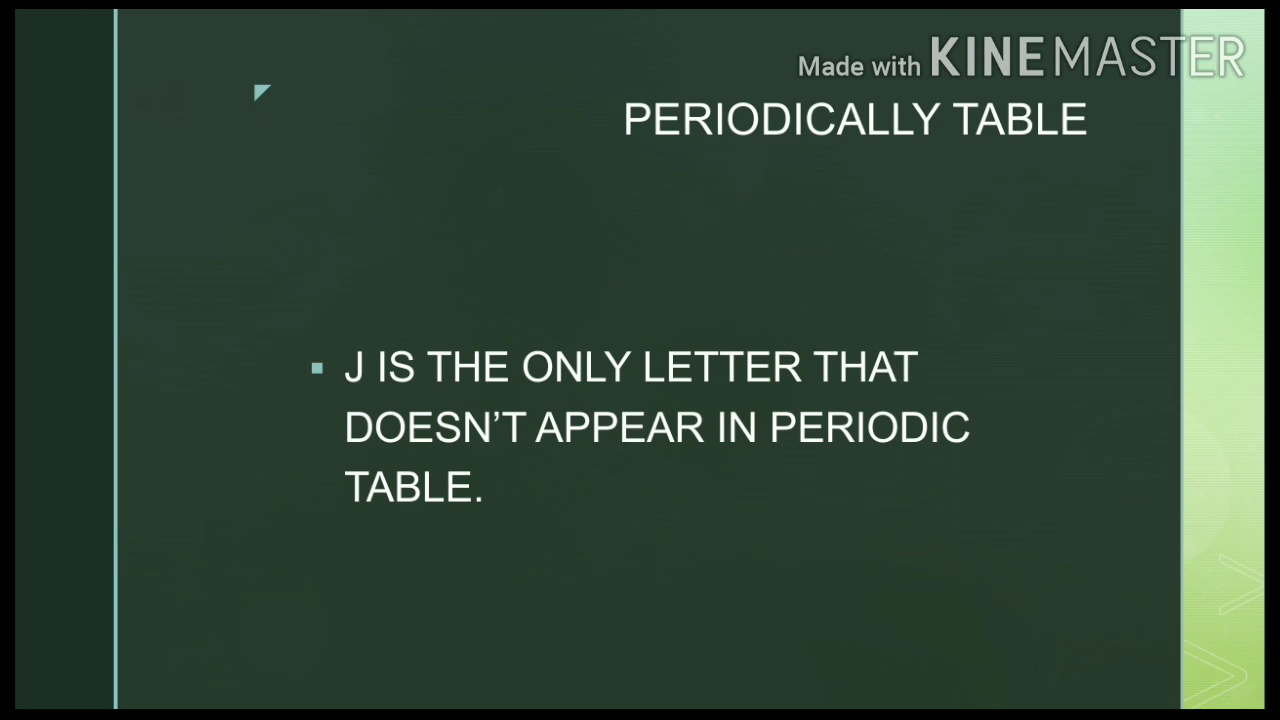 Made with KINEMASTER
PERIODICALLY TABLE
J IS THE ONLY LETTER THAT
DOESN’T APPEAR IN PERIODIC
TABLE.